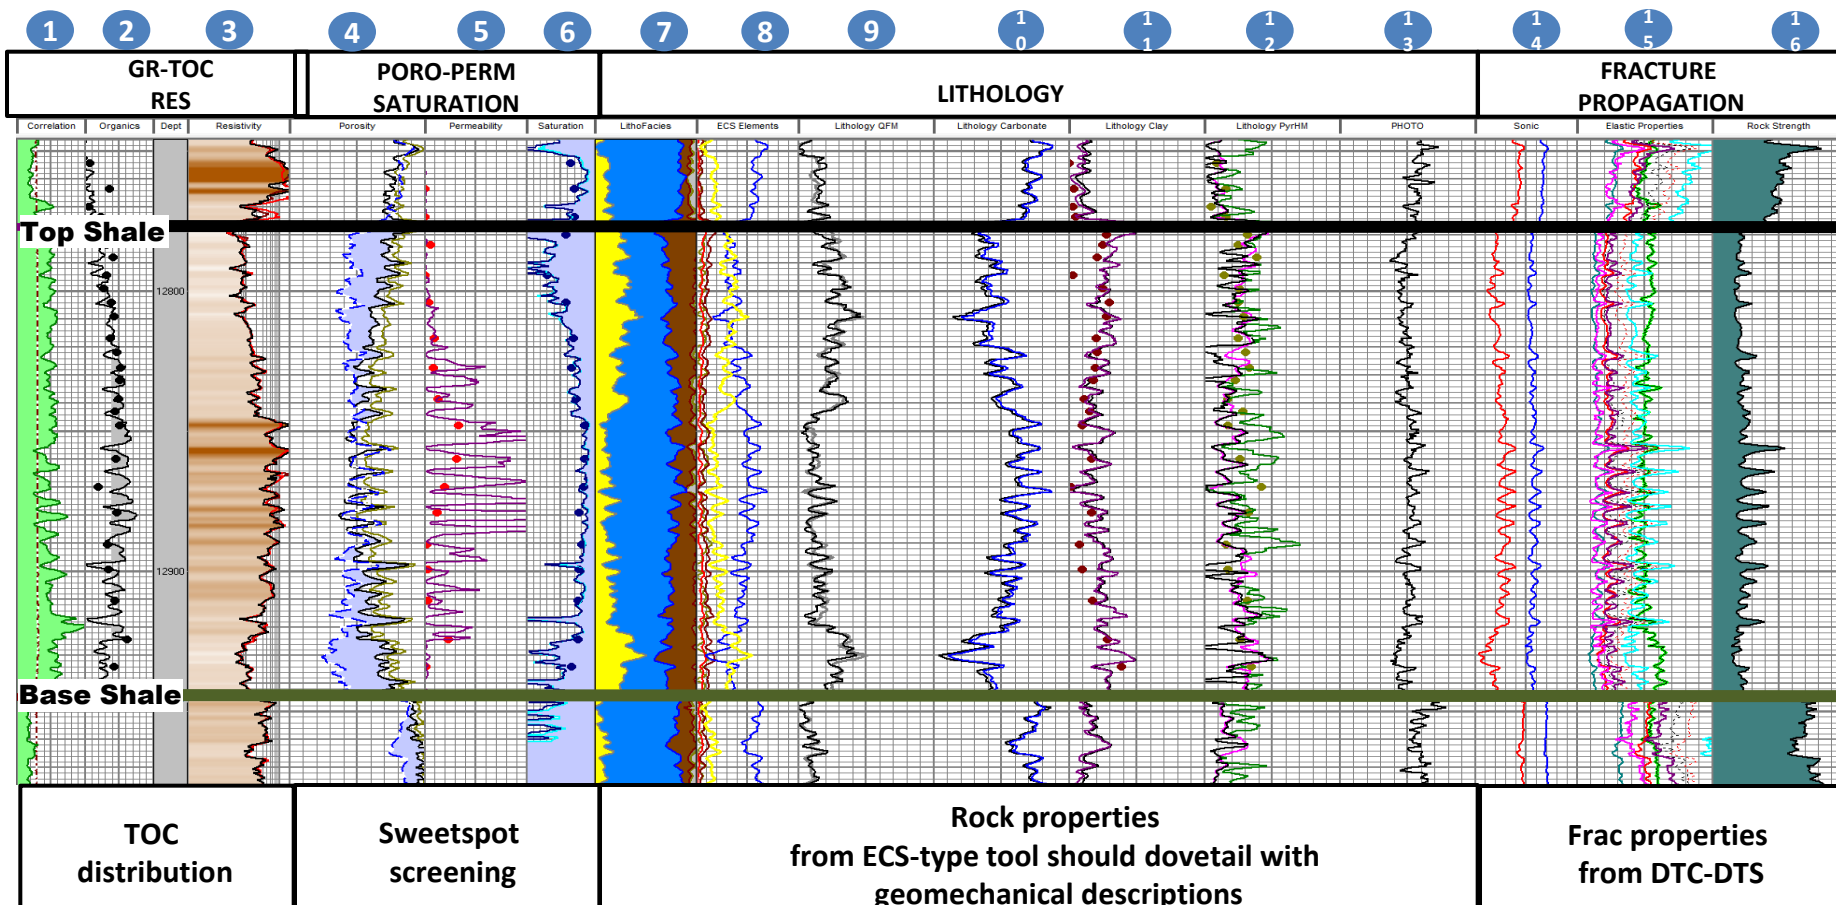 1 2 3 4 5 6 7 8 9 10 11 12 13 14 15 16
GR-TOC
RES
PORO-PERM
SATURATION
LITHOLOGY
FRACTURE
PROPAGATION
Correlation Organics Dept Resistivity Porosity Permeability Saturation LithoFacies ECS Elements Lithology QFM Lithology Carbonate Lithology Clay Lithology PyrHM PHOTO Sonic Elastic Properties Rock Strength
Top Shale
12800
12900
Base Shale
TOC
distribution
Sweetspot
screening
Rock properties
from ECS-type tool should dovetail with
geomechanical descriptions
Frac properties
from DTC-DTS